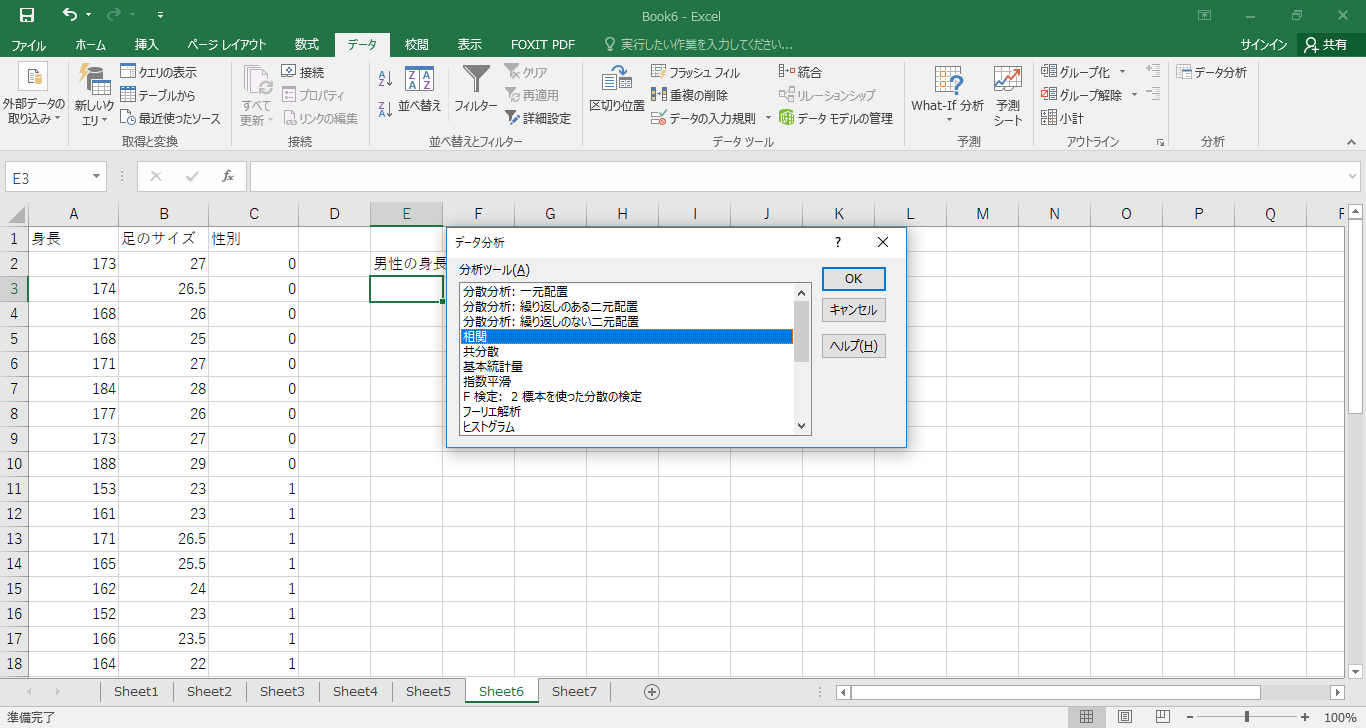 Book6 - Excel
ファイル ホーム 挿入 ページ レイアウト 数式 データ 校閲 表示 FOXIT PDF 実行したい作業を入力してください... サインイン 共有
外部データの
取り込み
新しいク
エリ
クエリの表示
テーブルから
最近使ったソース
取得と変換
すべて
更新
接続
プロパティ
リンクの編集
接続
並べ替え
フィルター
クリア
再適用
詳細設定
並べ替えとフィルター
区切り位置
フラッシュ フィル
重複の削除
データの入力規則
統合
リレーションシップ
データ モデルの管理
データ ツール
What-If 分析
予測
シート
予測
グループ化
グループ解除
小計
アウトライン
データ分析
分析
E3 fx
A B C D E F G H I J K L M N O P Q R
1 身長 足のサイズ 性別
2 173 27 0 男性の身長
3 174 26.5 0
4 168 26 0
5 168 25 0
6 171 27 0
7 184 28 0
8 177 26 0
9 173 27 0
10 188 29 0
11 153 23 1
12 161 23 1
13 171 26.5 1
14 165 25.5 1
15 162 24 1
16 152 23 1
17 166 23.5 1
18 164 22 1
データ分析 ?
分析ツール(A)
分散分析: 一元配置
分散分析: 繰り返しのある二元配置
分散分析: 繰り返しのない二元配置
相関
共分散
基本統計量
指数平滑
F 検定: 2 標本を使った分散の検定
フーリエ解析
ヒストグラム
OK
キャンセル
ヘルプ(H)
Sheet1 Sheet2 Sheet3 Sheet4 Sheet5 Sheet6 Sheet7
準備完了 100%